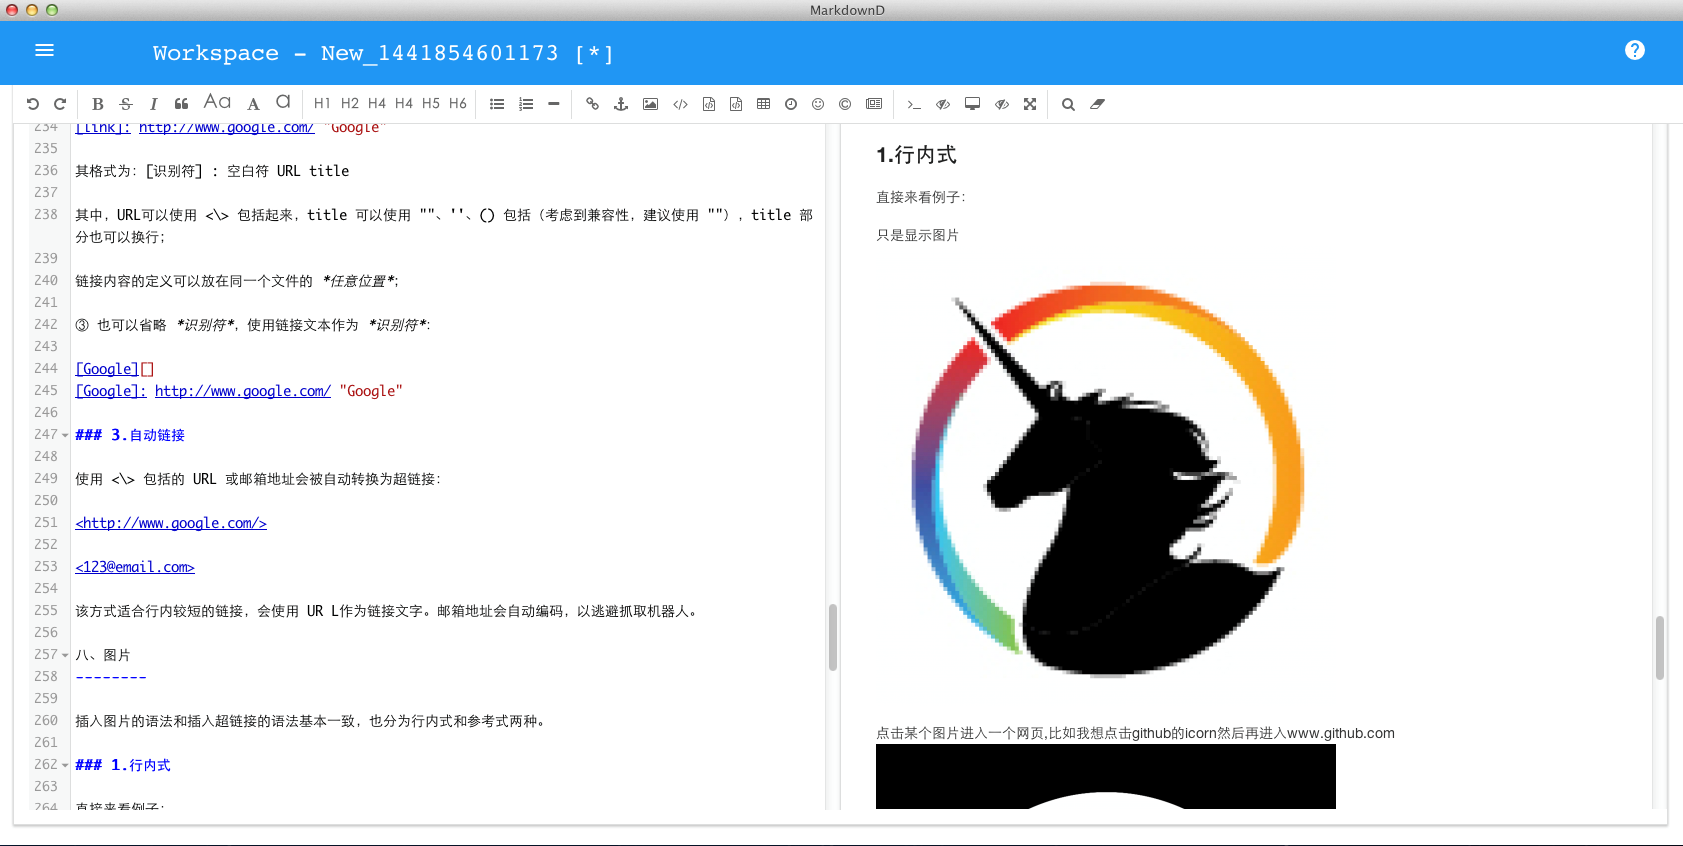 MarkdownD
Workspace - New_1441854601173 [*]
B S I Aa A a H1 H2 H4 H4 H5 H6
234 [link]: http://www.google.com/ "Google"
235
236 其格式为：[识别符] : 空白符 URL title
237
238 其中，URL可以使用 <\> 包括起来，title 可以使用 ""、''、() 包括（考虑到兼容性，建议使用 ""），title 部
分也可以换行；
239
240 链接内容的定义可以放在同一个文件的 *任意位置*；
241
242 ③ 也可以省略 *识别符*，使用链接文本作为 *识别符*：
243
244 [Google][]
245 [Google]: http://www.google.com/ "Google"
246
247 ### 3.自动链接
248
249 使用 <\> 包括的 URL 或邮箱地址会被自动转换为超链接：
250
251 <http://www.google.com/>
252
253 <123@email.com>
254
255 该方式适合行内较短的链接，会使用 UR L作为链接文字。邮箱地址会自动编码，以逃避抓取机器人。
256
257 八、图片
258 --------
259
260 插入图片的语法和插入超链接的语法基本一致，也分为行内式和参考式两种。
261
262 ### 1.行内式
263
264 直接来看例子：
1.行内式
直接来看例子：
只是显示图片
点击某个图片进入一个网页,比如我想点击github的icorn然后再进入www.github.com